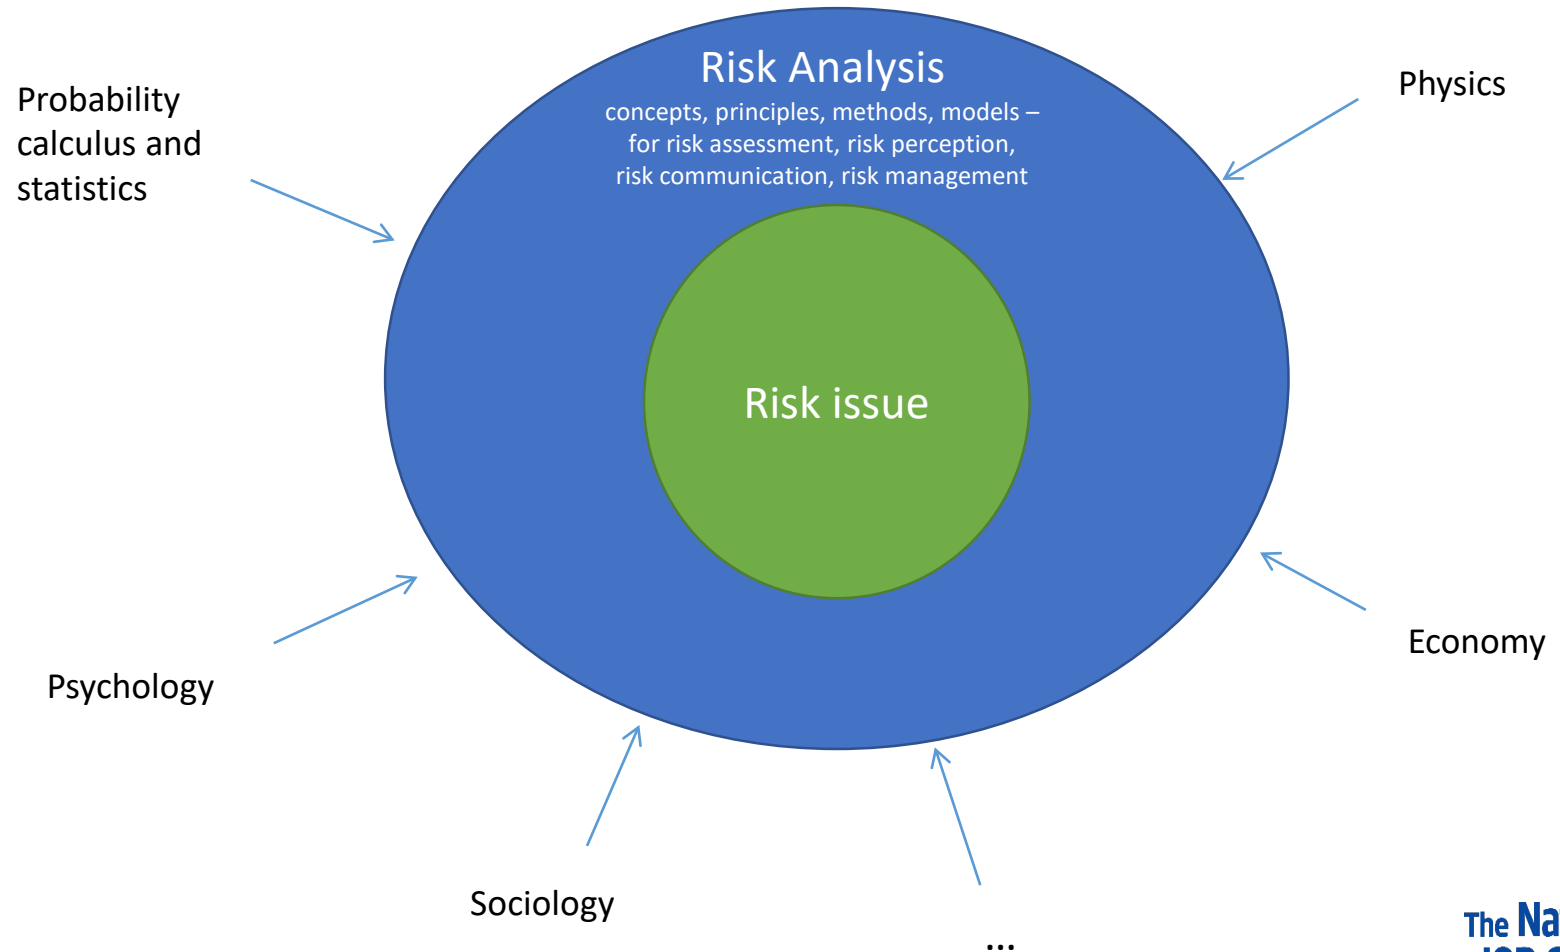 Risk Analysis
concepts, principles, methods, models –
for risk assessment, risk perception,
risk communication, risk management
Physics
Probability
calculus and
statistics
Risk issue
Economy
Psychology
Sociology
...
The